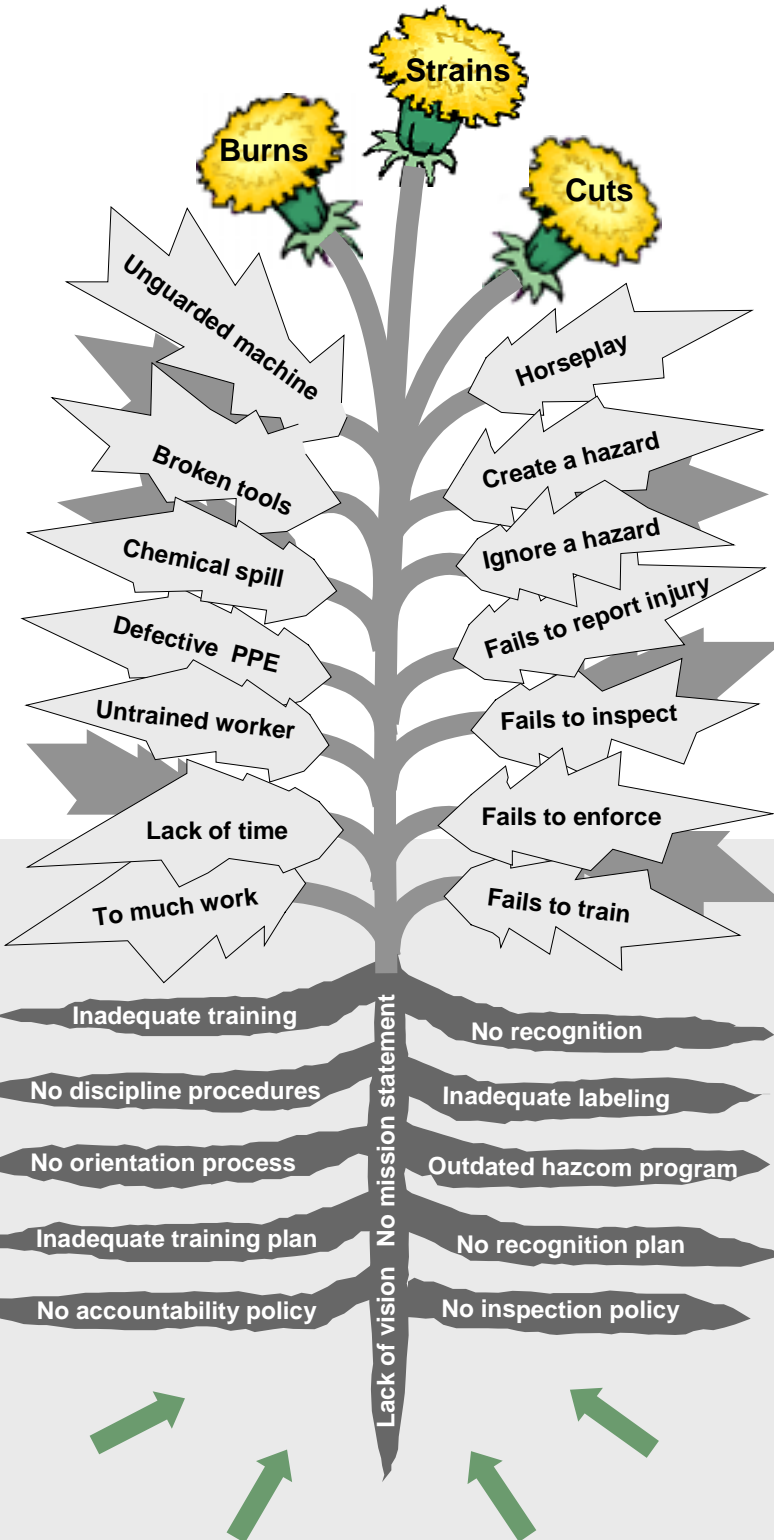 Strains
Burns
Cuts
Unguarded machine
Horseplay
Broken tools
Create a hazard
Chemical spill
Ignore a hazard
Defective PPE
Fails to report injury
Untrained worker
Fails to inspect
Lack of time
Fails to enforce
To much work
Fails to train
Inadequate training
No recognition
No discipline procedures
Inadequate labeling
No orientation process
Outdated hazcom program
Inadequate training plan
No recognition plan
No accountability policy
No inspection policy
Lack of vision No mission statement